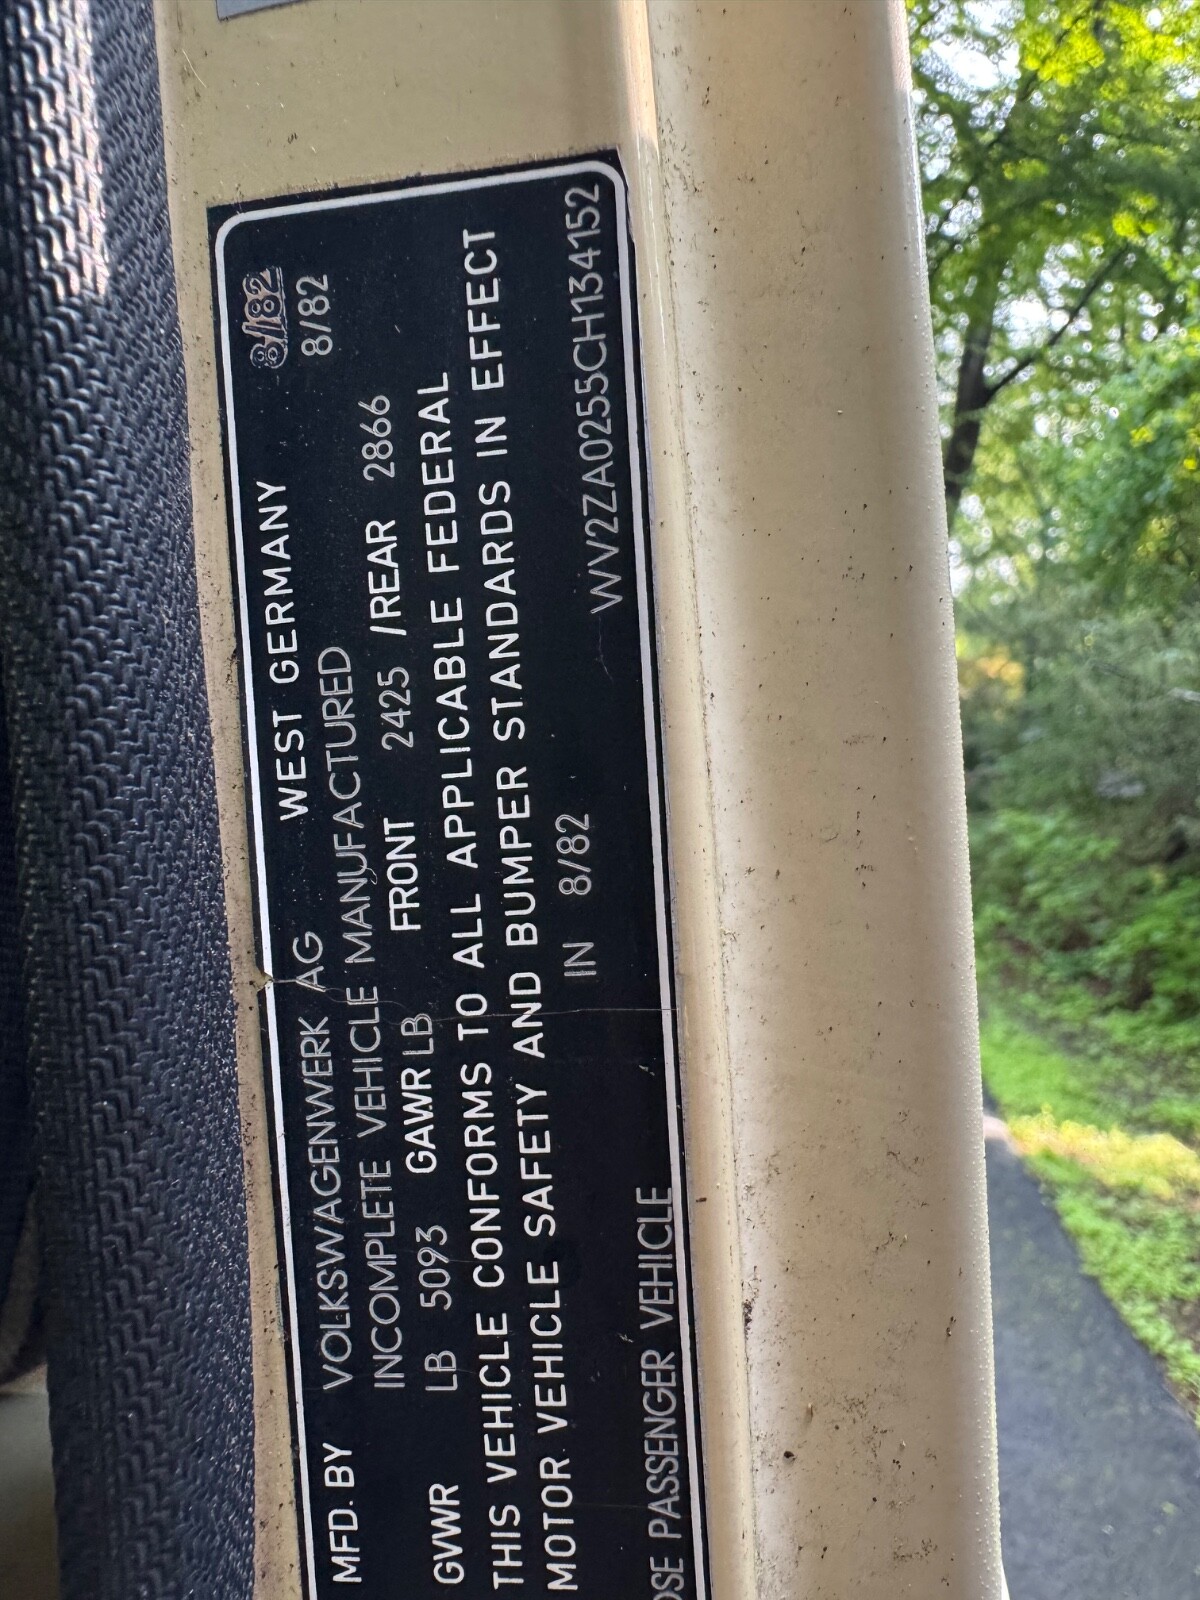 MFD. BY VOLKSWAGENWERK AG WEST GERMANY 8/82
INCOMPLETE VEHICLE MANUFACTURED 8/82
GVWR LB 5093 GAWR LB FRONT 2425 /REAR 2866
THIS VEHICLE CONFORMS TO ALL APPLICABLE FEDERAL
MOTOR VEHICLE SAFETY AND BUMPER STANDARDS IN EFFECT
IN 8/82 WV2ZA0255CH134152
OSE PASSENGER VEHICLE